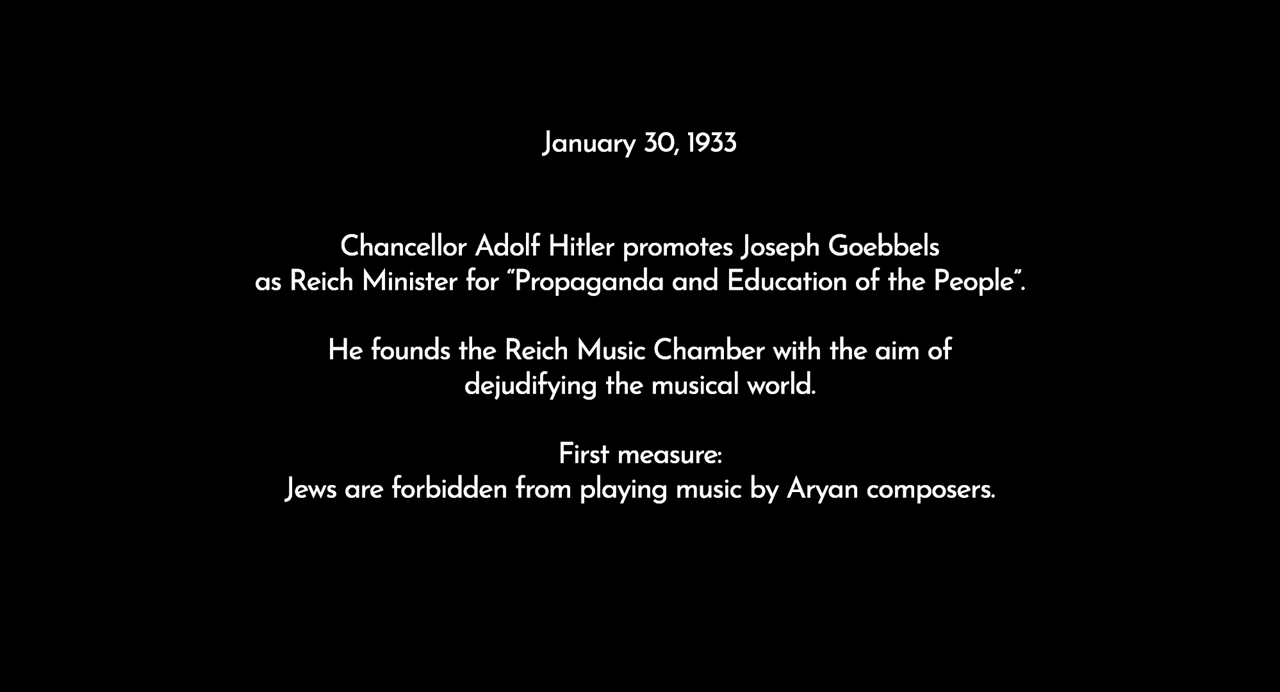 January 30, 1933
Chancellor Adolf Hitler promotes Joseph Goebbels
as Reich Minister for “Propaganda and Education of the People”.
He founds the Reich Music Chamber with the aim of
dejudifying the musical world.
First measure:
Jews are forbidden from playing music by Aryan composers.